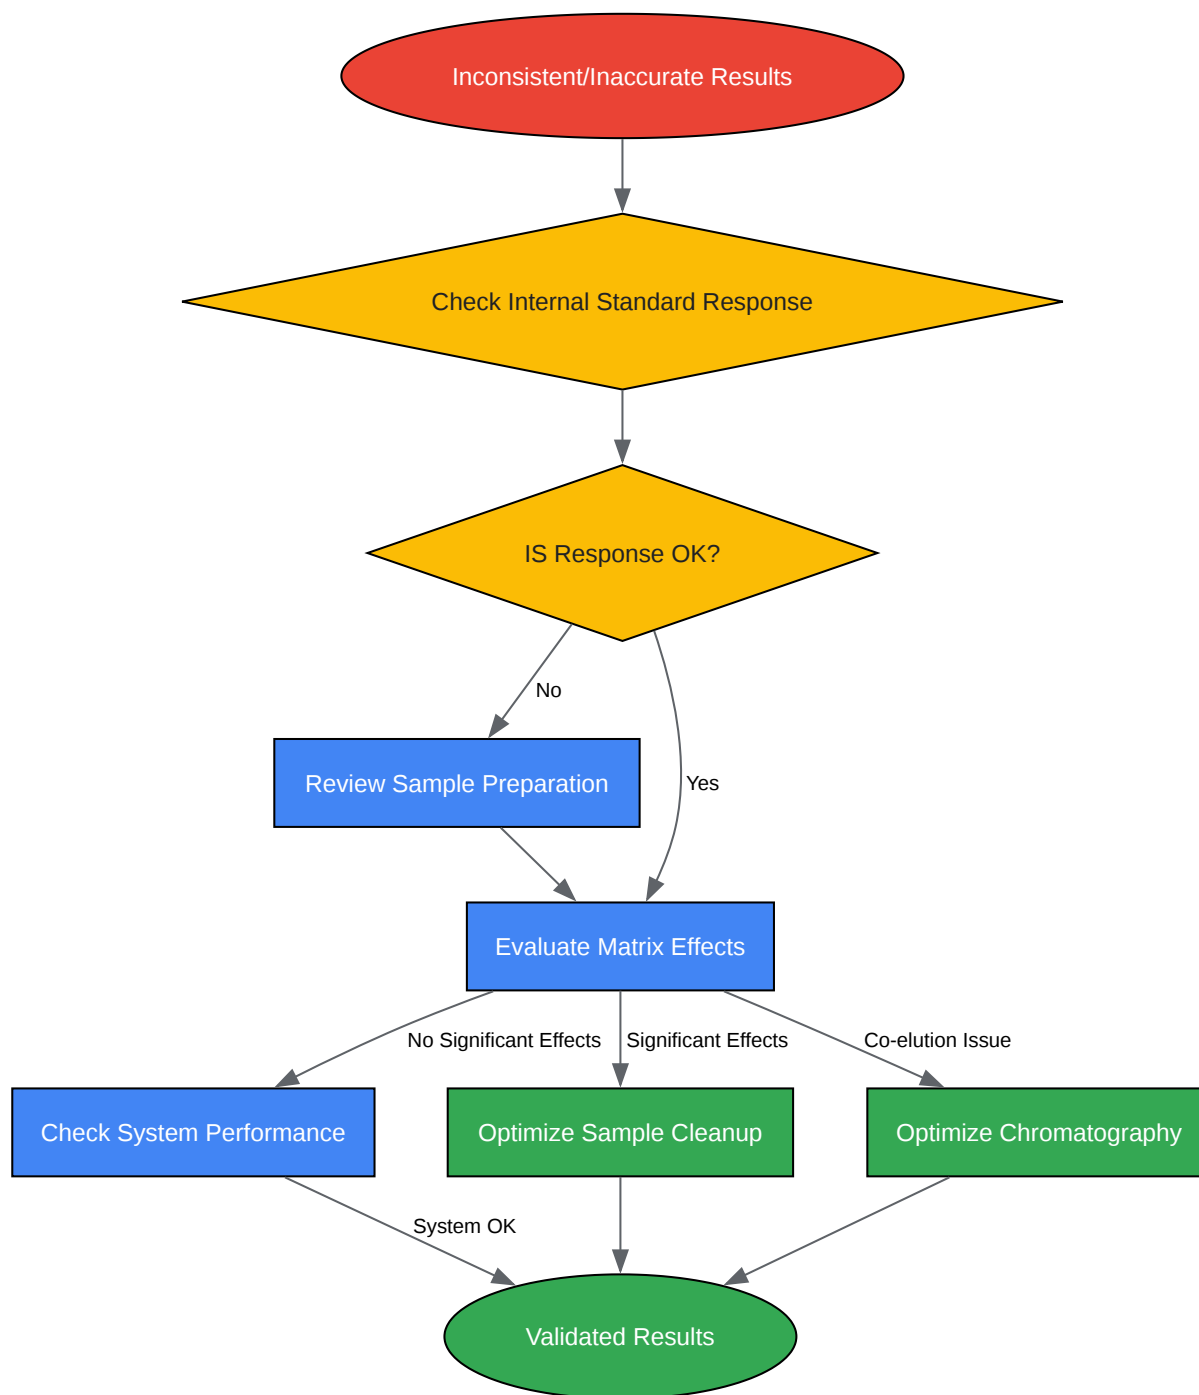 Inconsistent/Inaccurate Results
Check Internal Standard Response
IS Response OK?
No
Review Sample Preparation
Yes
Evaluate Matrix Effects
No Significant Effects
Significant Effects
Co-elution Issue
Check System Performance
Optimize Sample Cleanup
Optimize Chromatography
System OK
Validated Results